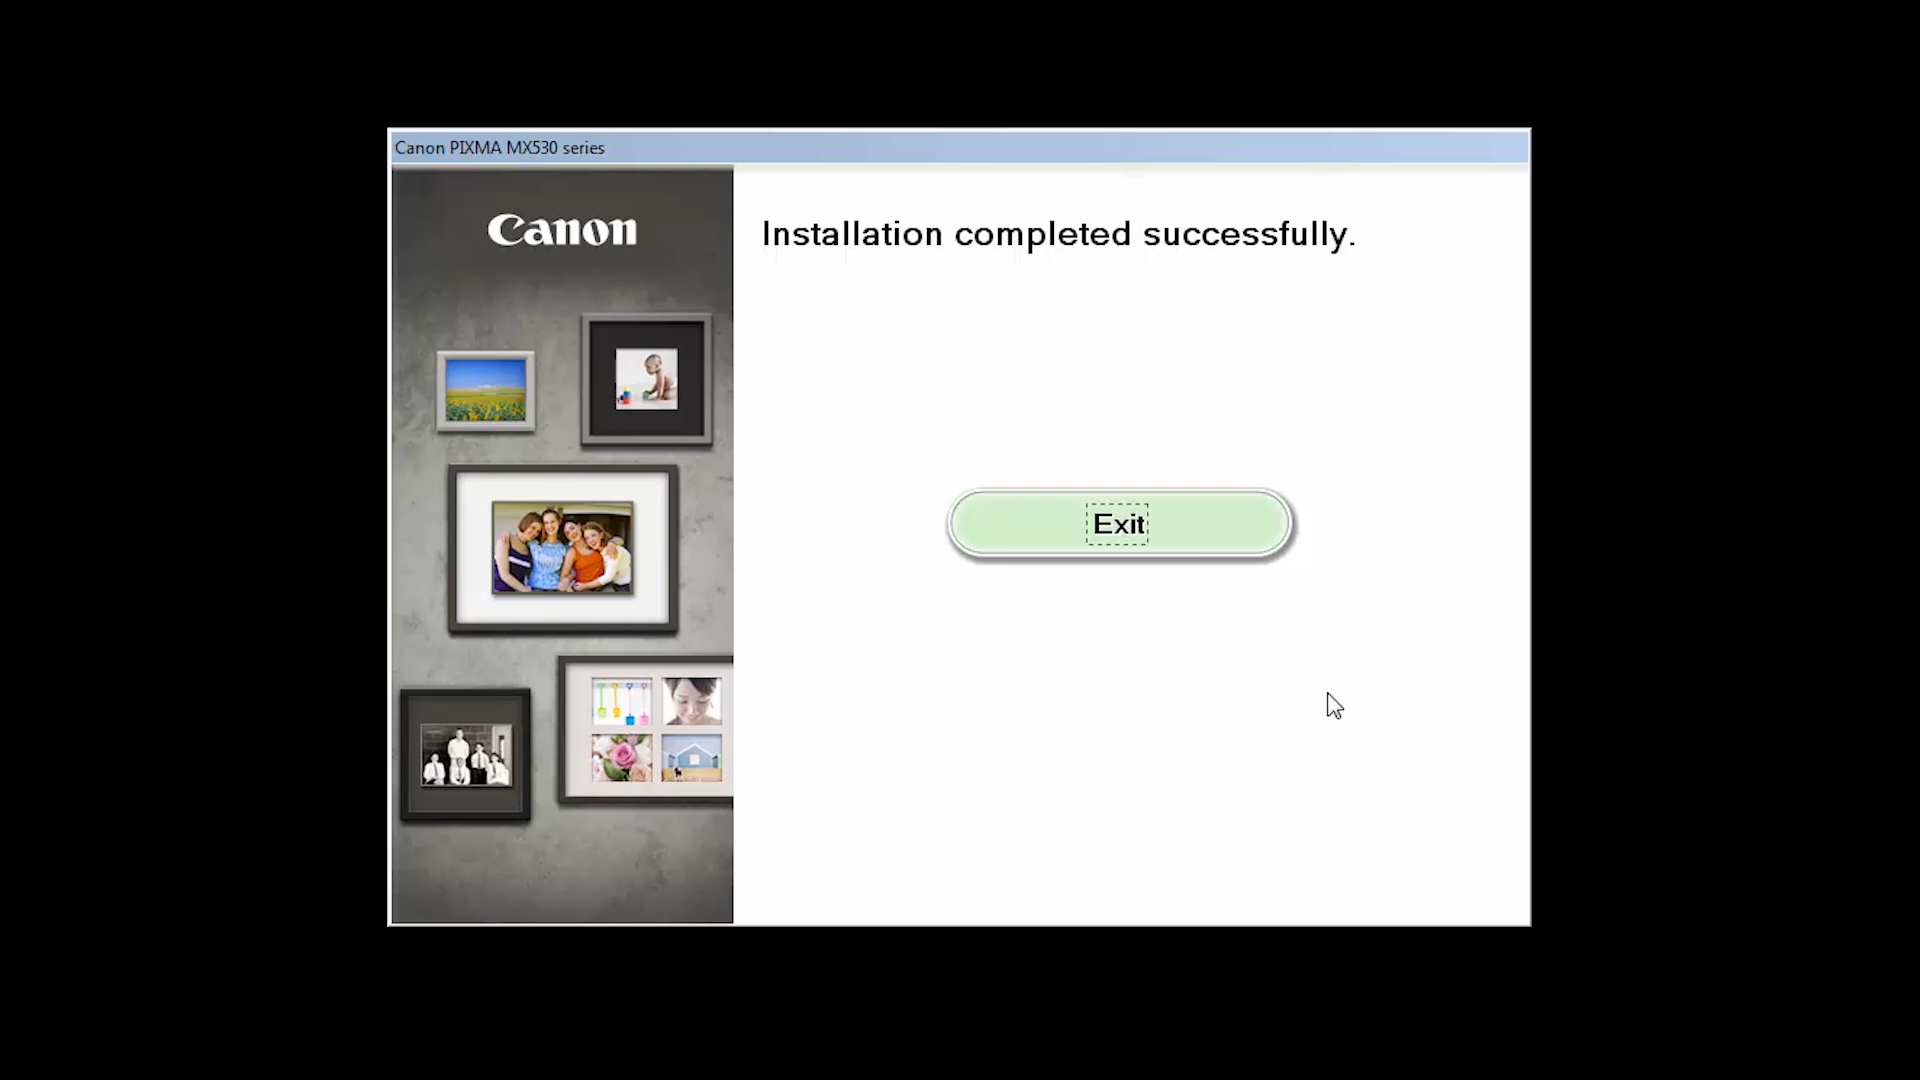 Canon PIXMA MX530 series
Canon
Installation completed successfully.
Exit